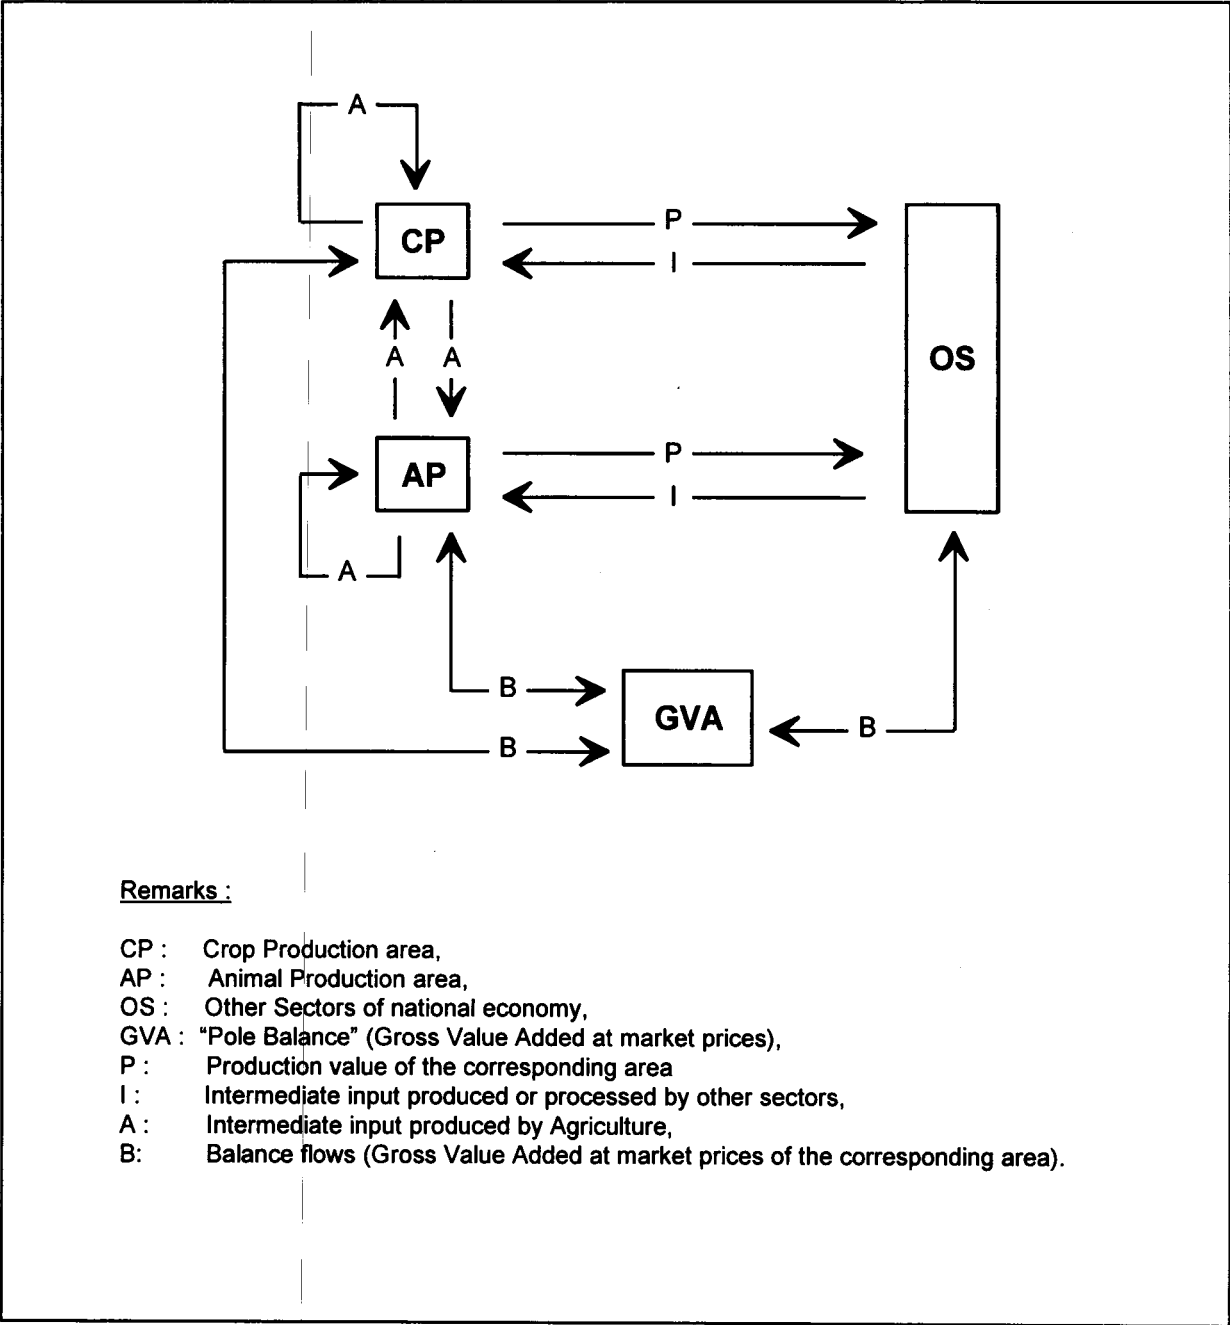 A
CP
P
I
A A
OS
AP
P
I
A
B
GVA
B
B
Remarks :
CP : Crop Production area,
AP : Animal Production area,
OS : Other Sectors of national economy,
GVA : "Pole Balance" (Gross Value Added at market prices),
P : Production value of the corresponding area
I : Intermediate input produced or processed by other sectors,
A : Intermediate input produced by Agriculture,
B: Balance flows (Gross Value Added at market prices of the corresponding area).